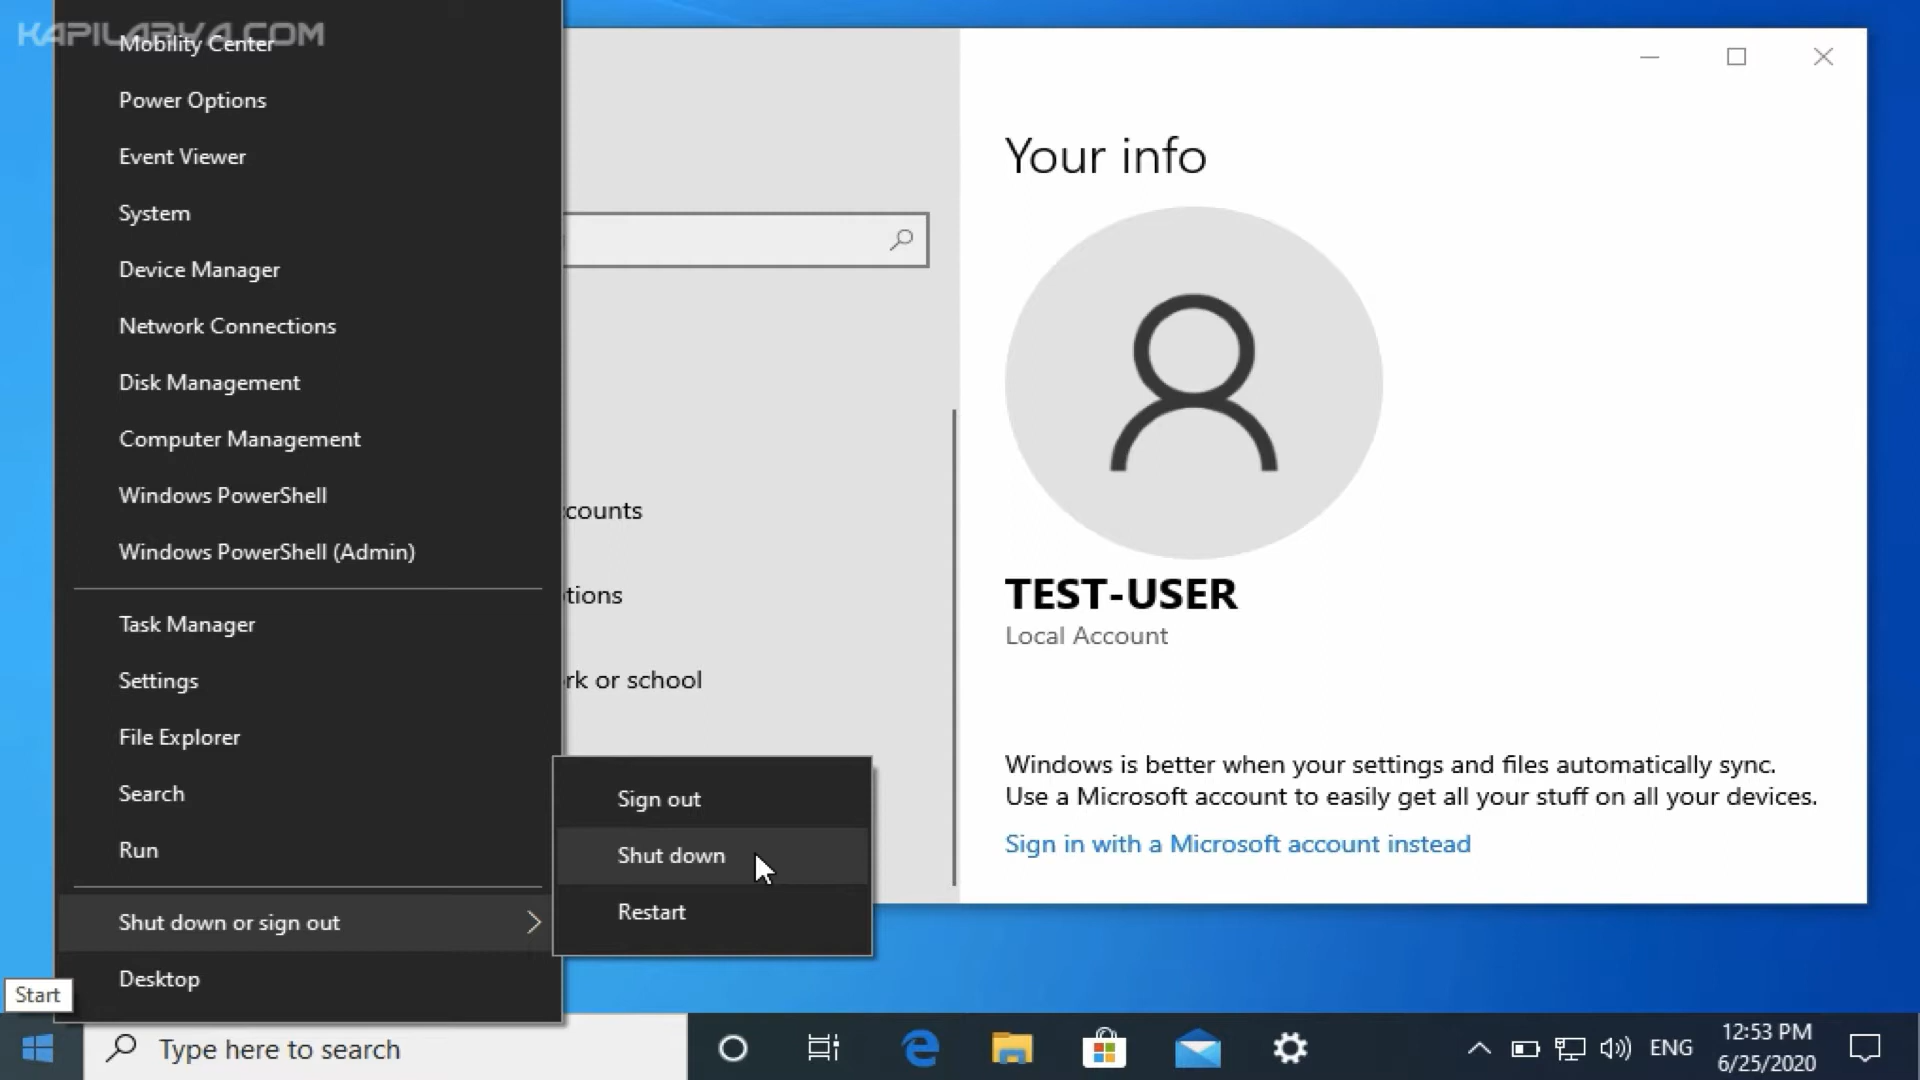 KAPILARYA.COM
Mobility Center
Power Options
Event Viewer
System
Device Manager
Network Connections
Disk Management
Computer Management
Windows PowerShell
Windows PowerShell (Admin)
Task Manager
Settings
File Explorer
Search
Run
Shut down or sign out
Desktop
Sign out
Shut down
Restart
counts
tions
rk or school
Your info
TEST-USER
Local Account
Windows is better when your settings and files automatically sync.
Use a Microsoft account to easily get all your stuff on all your devices.
Sign in with a Microsoft account instead
Start
Type here to search
ENG
12:53 PM
6/25/2020